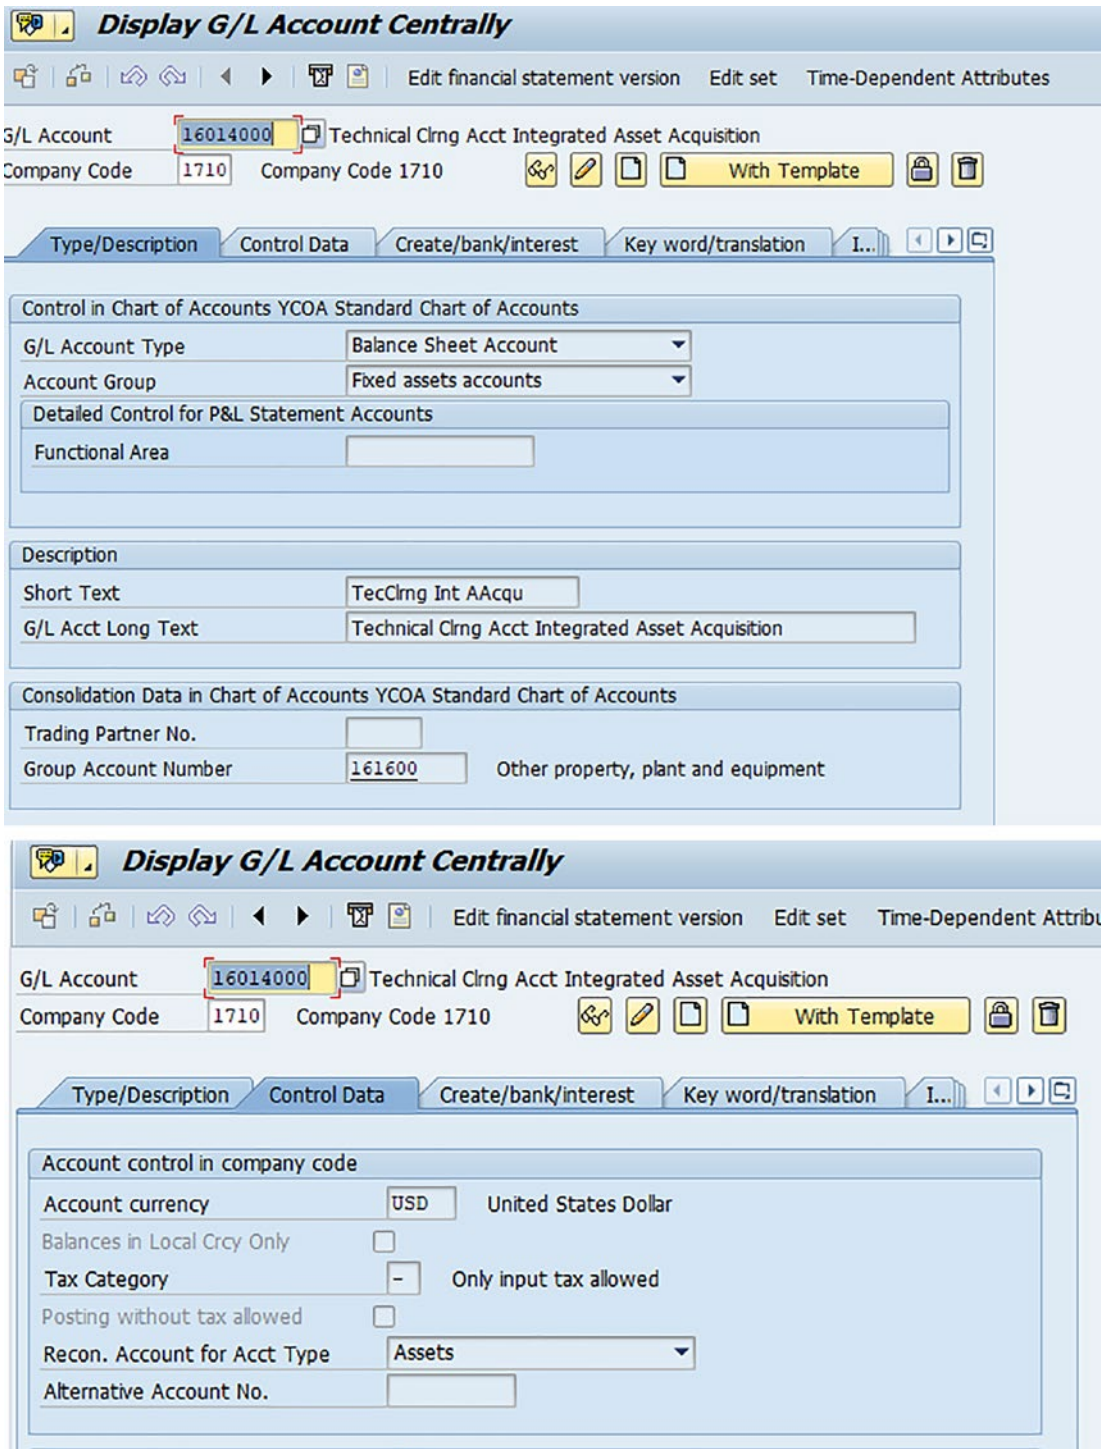 Display G/L Account Centrally
Edit financial statement version Edit set Time-Dependent Attributes
G/L Account 16014000 Technical Clrng Acct Integrated Asset Acquisition
Company Code 1710 Company Code 1710 With Template
Type/Description Control Data Create/bank/interest Key word/translation I...
Control in Chart of Accounts YCOA Standard Chart of Accounts
G/L Account Type Balance Sheet Account
Account Group Fixed assets accounts
Detailed Control for P&L Statement Accounts
Functional Area
Description
Short Text TecClrng Int AAcqu
G/L Acct Long Text Technical Clrng Acct Integrated Asset Acquisition
Consolidation Data in Chart of Accounts YCOA Standard Chart of Accounts
Trading Partner No.
Group Account Number 161600 Other property, plant and equipment
Display G/L Account Centrally
Edit financial statement version Edit set Time-Dependent Attribu
G/L Account 16014000 Technical Clrng Acct Integrated Asset Acquisition
Company Code 1710 Company Code 1710 With Template
Type/Description Control Data Create/bank/interest Key word/translation I...
Account control in company code
Account currency USD United States Dollar
Balances in Local Crcy Only
Tax Category - Only input tax allowed
Posting without tax allowed
Recon. Account for Acct Type Assets
Alternative Account No.